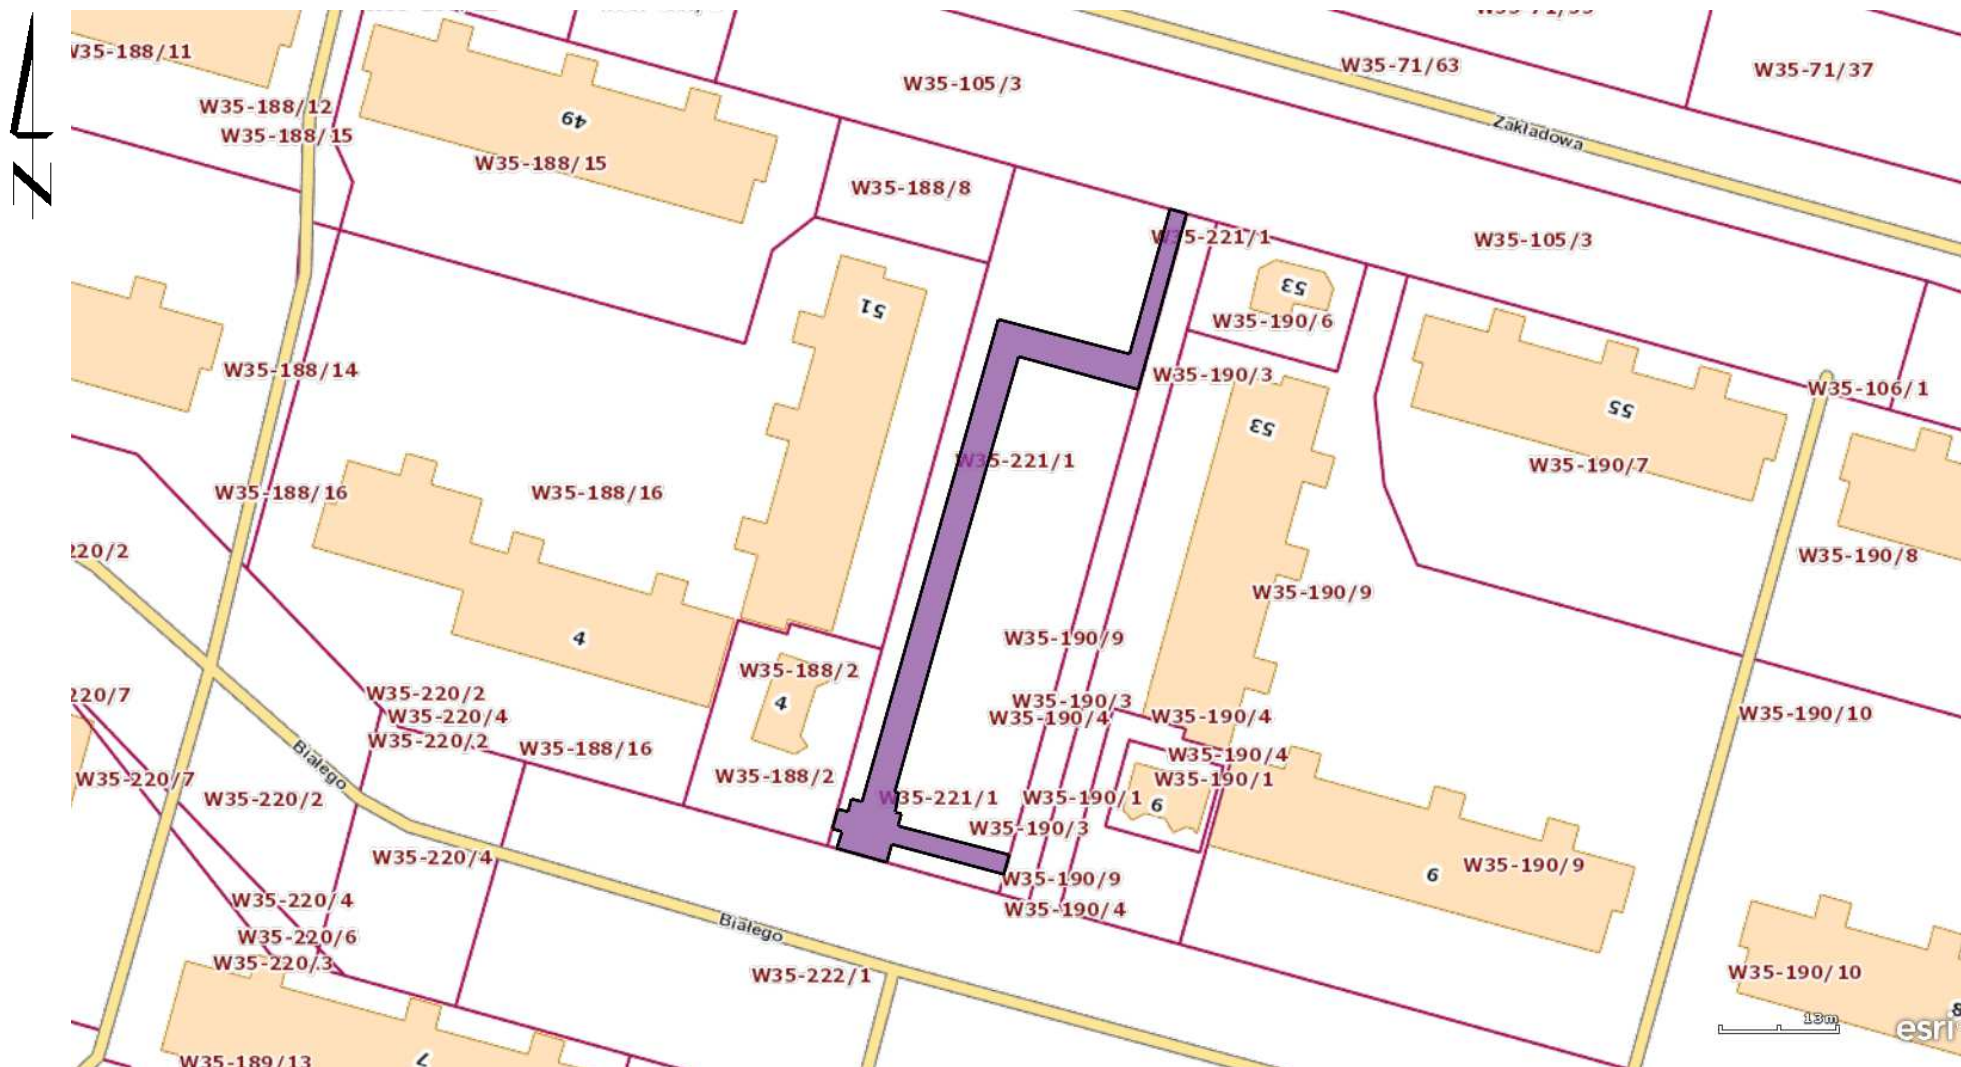 W35-71/63
W35-71/37
W35-188/11
W35-105/3
W35-188/12
W35-188/15
49
Zakładowa
W35-188/15
W35-188/8
N
W35-221/1
W35-105/3
53
51
W35-190/6
W35-188/14
W35-190/3
W35-106/1
55
53
W35-221/1
W35-190/7
W35-188/16
W35-188/16
220/2
W35-190/8
W35-190/9
4
W35-190/9
W35-188/2
220/7
W35-220/2
4
W35-190/3
W35-220/4
W35-190/4
W35-190/4
W35-190/10
W35-220/2
W35-188/16
W35-190/4
Białego
W35-220/7
W35-188/2
W35-190/1
W35-220/2
W35-221/1
W35-190/1
6
W35-190/3
W35-220/4
W35-190/9
6
W35-190/9
W35-220/4
W35-190/4
Białego
W35-220/6
W35-220/3
W35-222/1
W35-190/10
8
13m
esri
W35-189/13
7